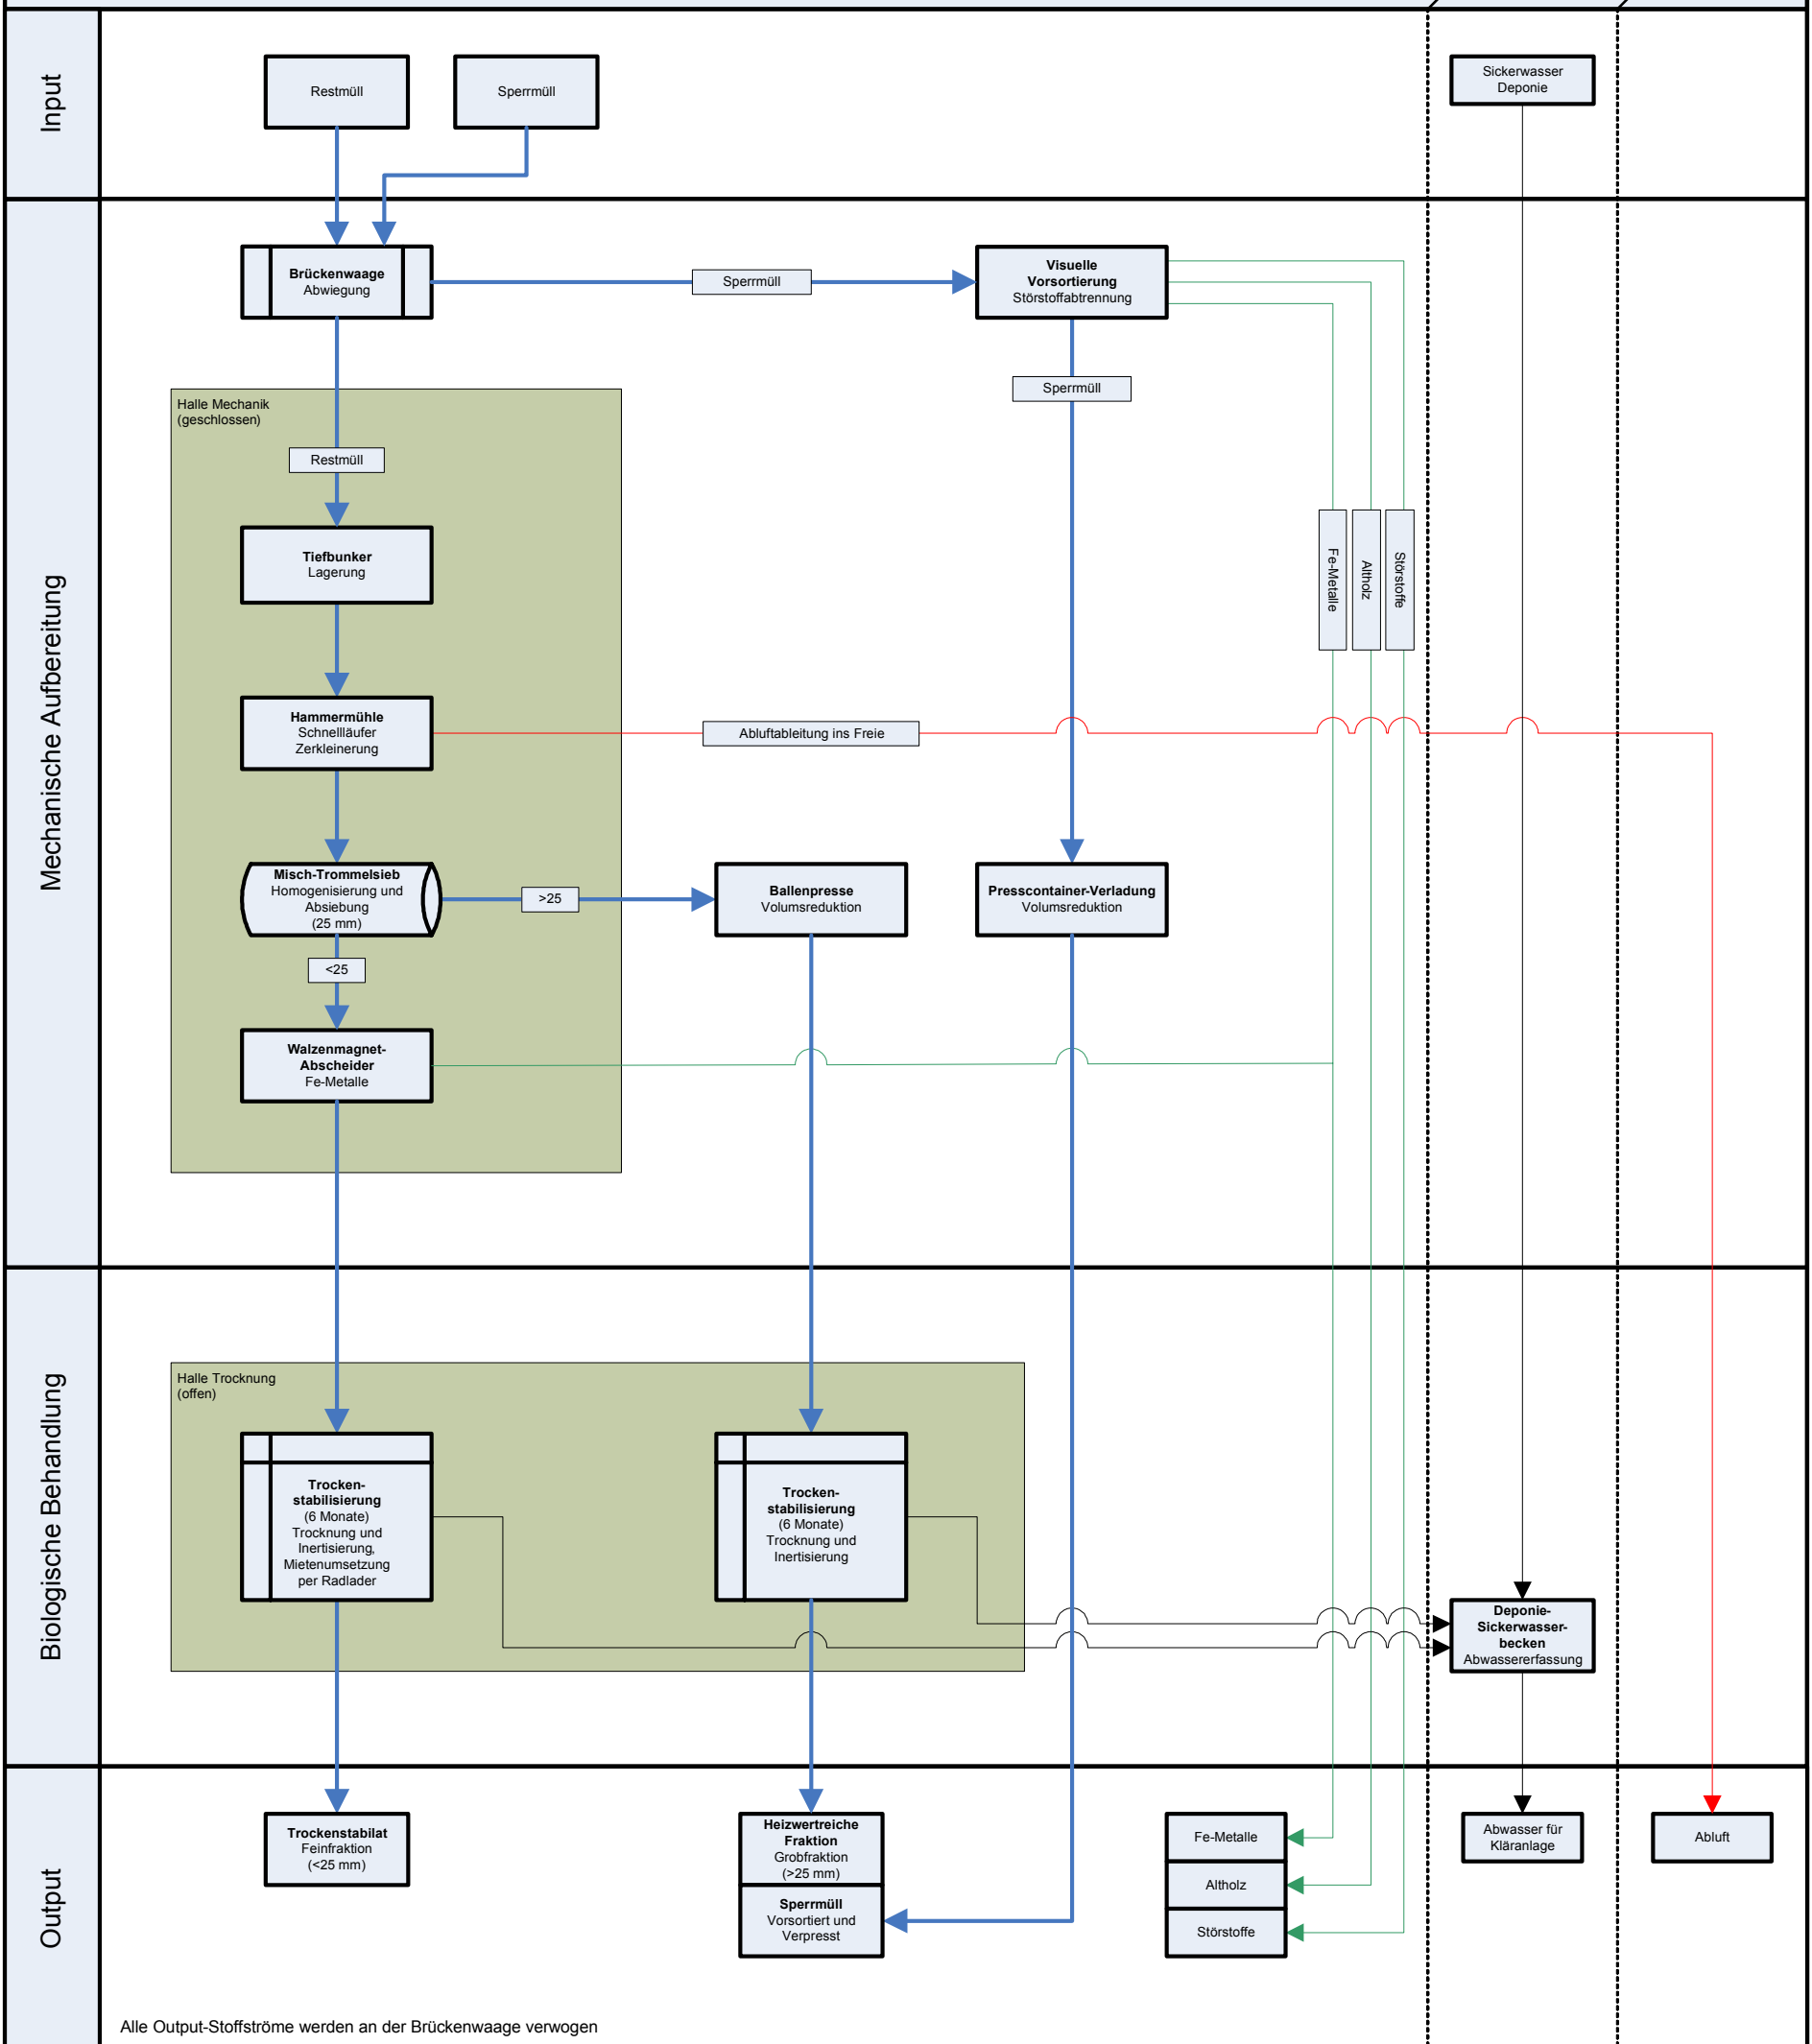 Input
Restmüll
Sperrmüll
Sickerwasser
Deponie
Mechanische Aufbereitung
Brückenwaage
Abwiegung
Sperrmüll
Visuelle
Vorsortierung
Störstoffabtrennung
Sperrmüll
Halle Mechanik
(geschlossen)
Restmüll
Tiefbunker
Lagerung
Fe-Metalle
Altholz
Störstoffe
Hammermühle
Schnellläufer
Zerkleinerung
Abluftableitung ins Freie
Misch-Trommelsieb
Homogenisierung und
Absiebung
(25 mm)
>25
Ballenpresse
Volumsreduktion
Presscontainer-Verladung
Volumsreduktion
<25
Walzenmagnet-
Abscheider
Fe-Metalle
Biologische Behandlung
Halle Trocknung
(offen)
Trocken-
stabilisierung
(6 Monate)
Trocknung und
Inertisierung,
Mietenumsetzung
per Radlader
Trocken-
stabilisierung
(6 Monate)
Trocknung und
Inertisierung
Deponie-
Sickerwasser-
becken
Abwassererfassung
Output
Trockenstabilat
Feinfraktion
(<25 mm)
Heizwertreiche
Fraktion
Grobfraktion
(>25 mm)
Sperrmüll
Vorsortiert und
Verpresst
Fe-Metalle
Altholz
Störstoffe
Abwasser für
Kläranlage
Abluft
Alle Output-Stoffströme werden an der Brückenwaage verwogen